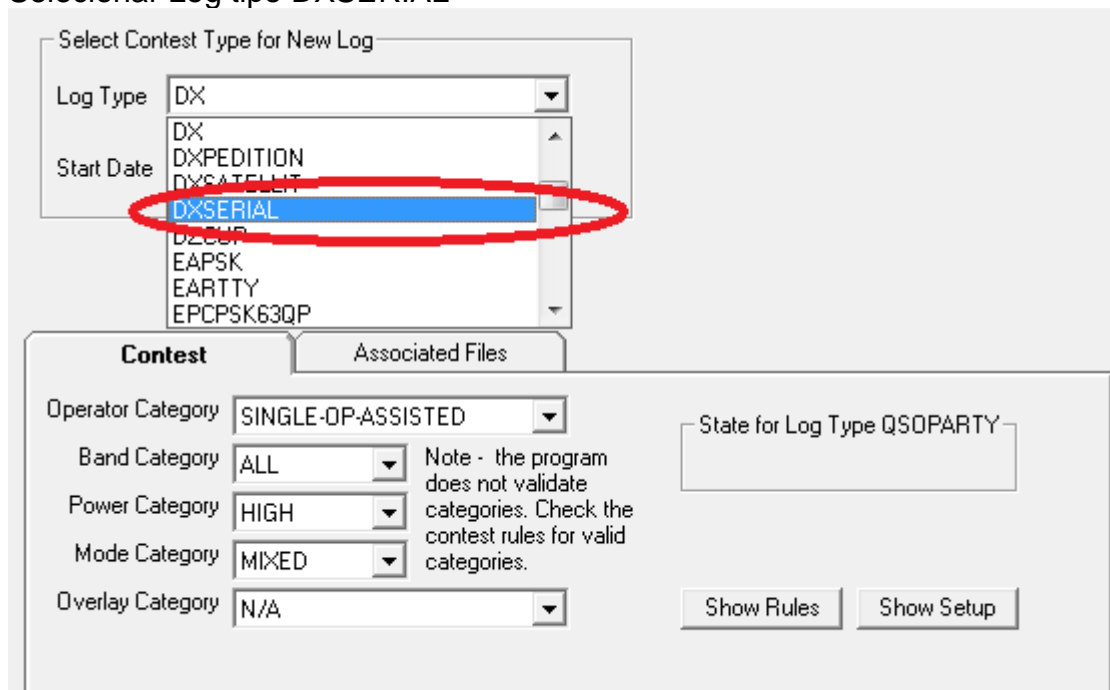 Selecionar Log tipo DXSERIAL
Select Contest Type for New Log
Log Type DX
DX
DXPEDITION
Start Date
DXSATELLIT
DXSERIAL
DZCUP
EAPSK
EARTTY
EPCPSK63QP
Contest Associated Files
Operator Category SINGLE-OP-ASSISTED
State for Log Type QSOPARTY
Band Category ALL
Note - the program
does not validate
Power Category HIGH
categories. Check the
contest rules for valid
Mode Category MIXED
categories.
Overlay Category N/A
Show Rules Show Setup